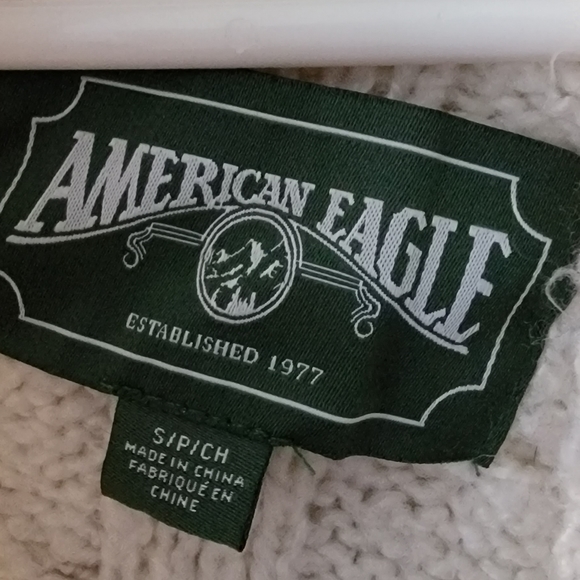 AMERICAN EAGLE
ESTABLISHED 1977
S/P/CH
MADE IN CHINA
FABRIQUÉ EN
CHINE